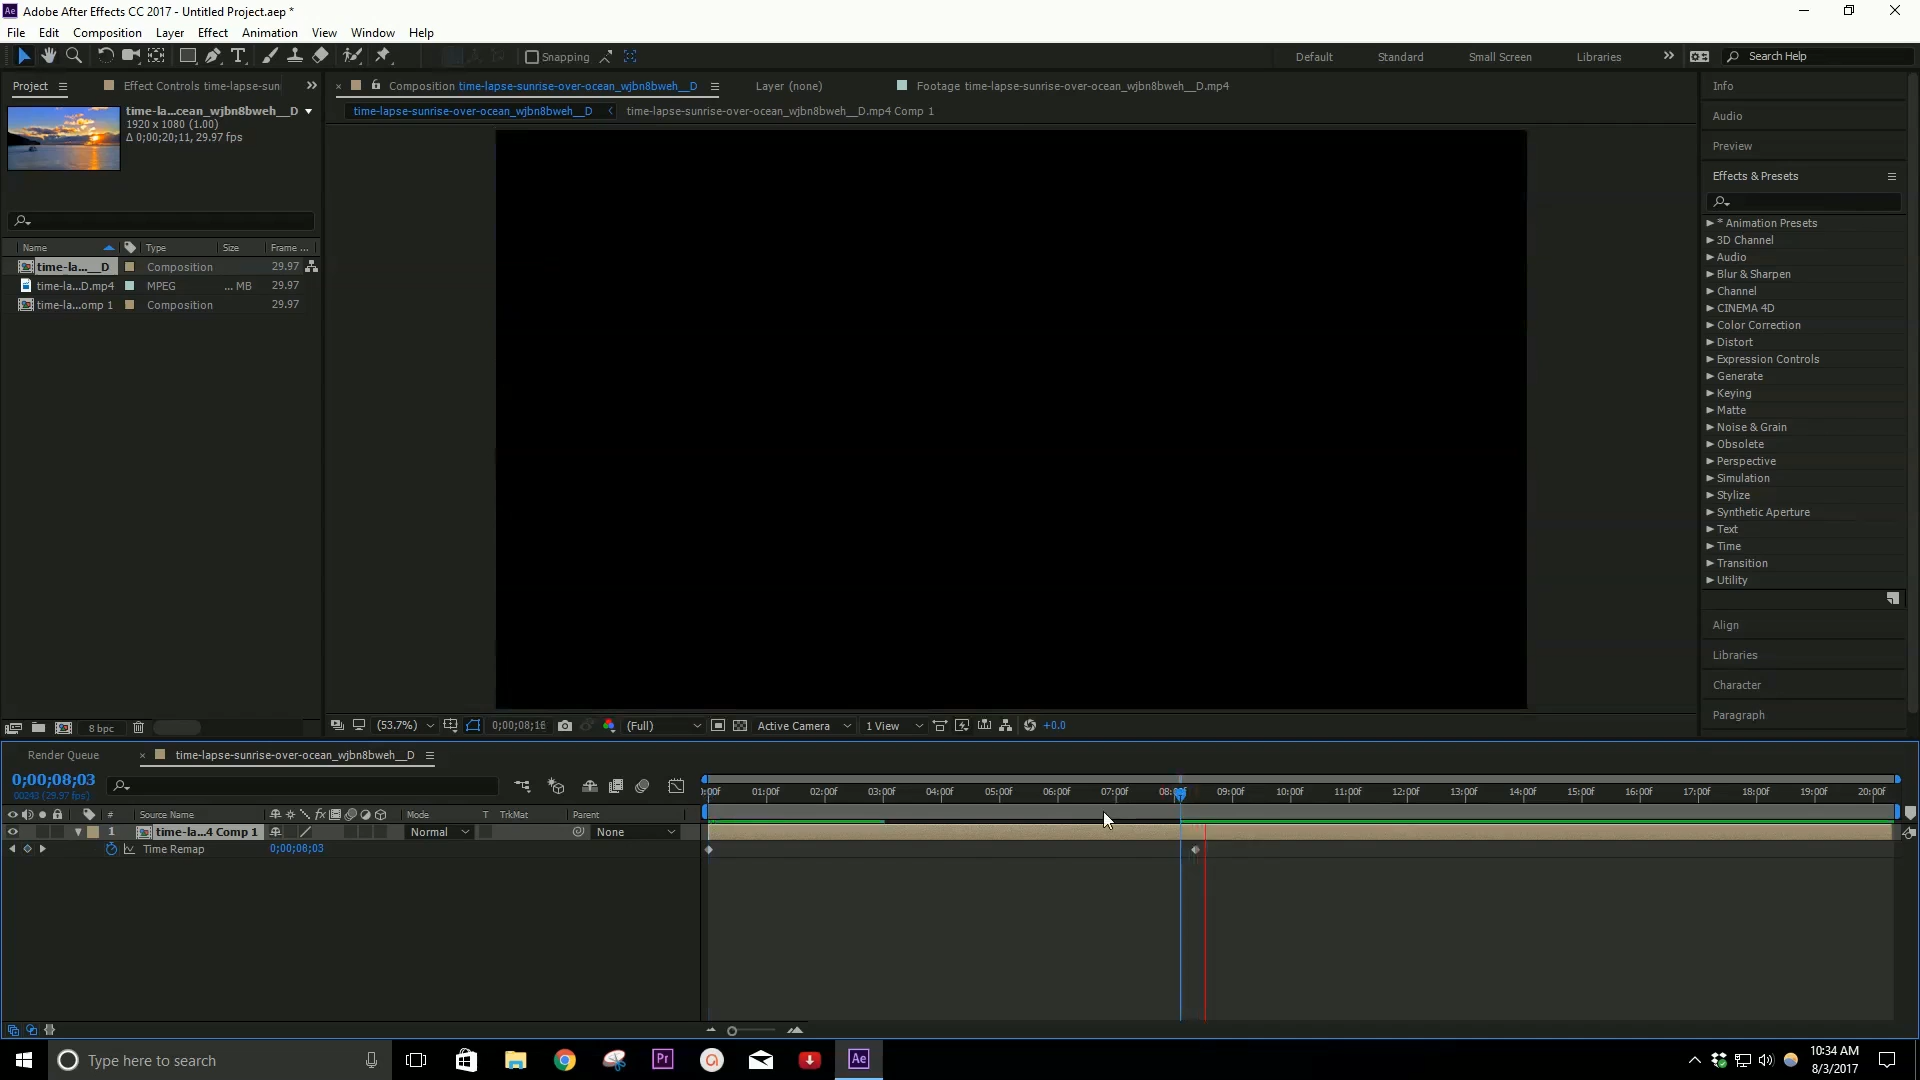 Adobe After Effects CC 2017 - Untitled Project.aep *
File Edit Composition Layer Effect Animation View Window Help
Snapping
Default Standard Small Screen Libraries Search Help
Project Effect Controls time-lapse-sun
Composition time-lapse-sunrise-over-ocean_wjbn8bweh__D Layer (none) Footage time-lapse-sunrise-over-ocean_wjbn8bweh__D.mp4
time-lapse-sunrise-over-ocean_wjbn8bweh__D time-lapse-sunrise-over-ocean_wjbn8bweh__D.mp4 Comp 1
time-la...cean_wjbn8bweh__D
1920 x 1080 (1.00)
Δ 0;00;20;11, 29.97 fps
Name Type Size Frame ...
time-la...__D Composition 29.97
time-la...D.mp4 MPEG ... MB 29.97
time-la...omp 1 Composition 29.97
8 bpc
(53.7%) 0;00;08;16 (Full) Active Camera 1 View +0.0
Info
Audio
Preview
Effects & Presets
* Animation Presets
3D Channel
Audio
Blur & Sharpen
Channel
CINEMA 4D
Color Correction
Distort
Expression Controls
Generate
Keying
Matte
Noise & Grain
Obsolete
Perspective
Simulation
Stylize
Synthetic Aperture
Text
Time
Transition
Utility
Align
Libraries
Character
Paragraph
Render Queue time-lapse-sunrise-over-ocean_wjbn8bweh__D
0;00;08;03
00243 (29.97 fps)
:00f 01:00f 02:00f 03:00f 04:00f 05:00f 06:00f 07:00f 08:00f 09:00f 10:00f 11:00f 12:00f 13:00f 14:00f 15:00f 16:00f 17:00f 18:00f 19:00f 20:00f
# Source Name Mode T TrkMat Parent
1 time-la...4 Comp 1 Normal None
Time Remap 0;00;08;03
Type here to search
Pr
Ae
10:34 AM
8/3/2017